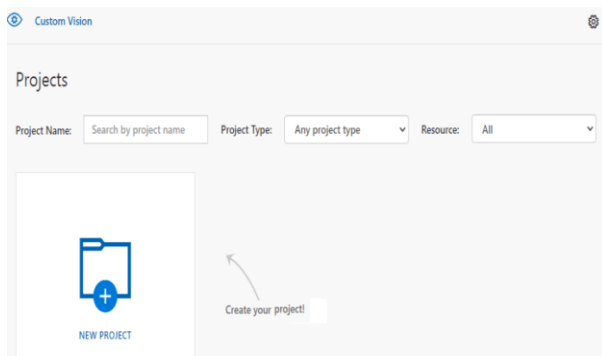 Custom Vision
Projects
Project Name: Search by project name Project Type: Any project type Resource: All
Create your project!
NEW PROJECT